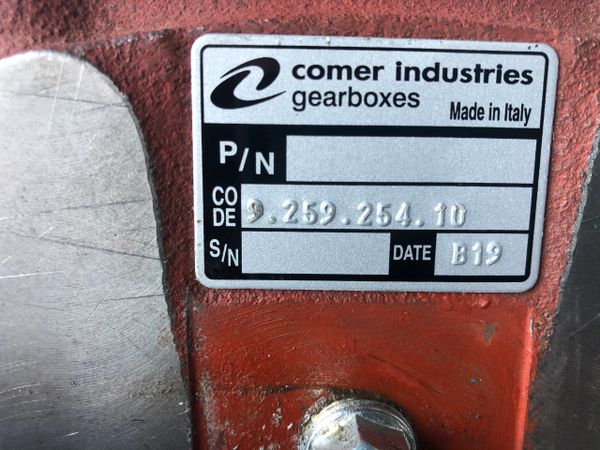 comer industries
gearboxes
Made in Italy
P/N
CODE 9.259.254.10
S/N DATE B19